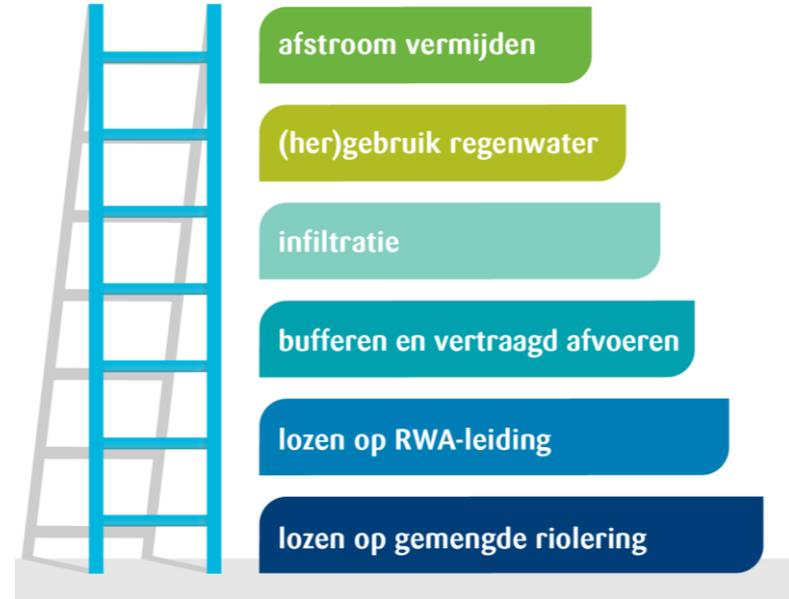 afstroom vermijden
(her)gebruik regenwater
infiltratie
bufferen en vertraagd afvoeren
lozen op RWA-leiding
lozen op gemengde riolering